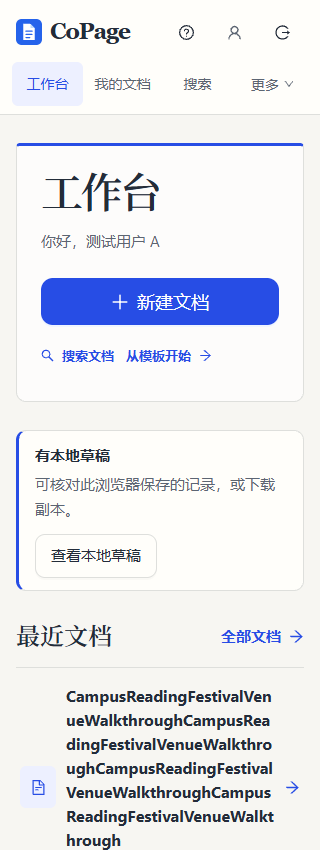 CoPage
工作台 我的文档 搜索 更多
工作台
你好，测试用户 A
新建文档
搜索文档 从模板开始
有本地草稿
可核对此浏览器保存的记录，或下载
副本。
查看本地草稿
最近文档 全部文档
CampusReadingFestivalVen
ueWalkthroughCampusRea
dingFestivalVenueWalkthro
ughCampusReadingFestival
VenueWalkthroughCampus
ReadingFestivalVenueWalkt
hrough